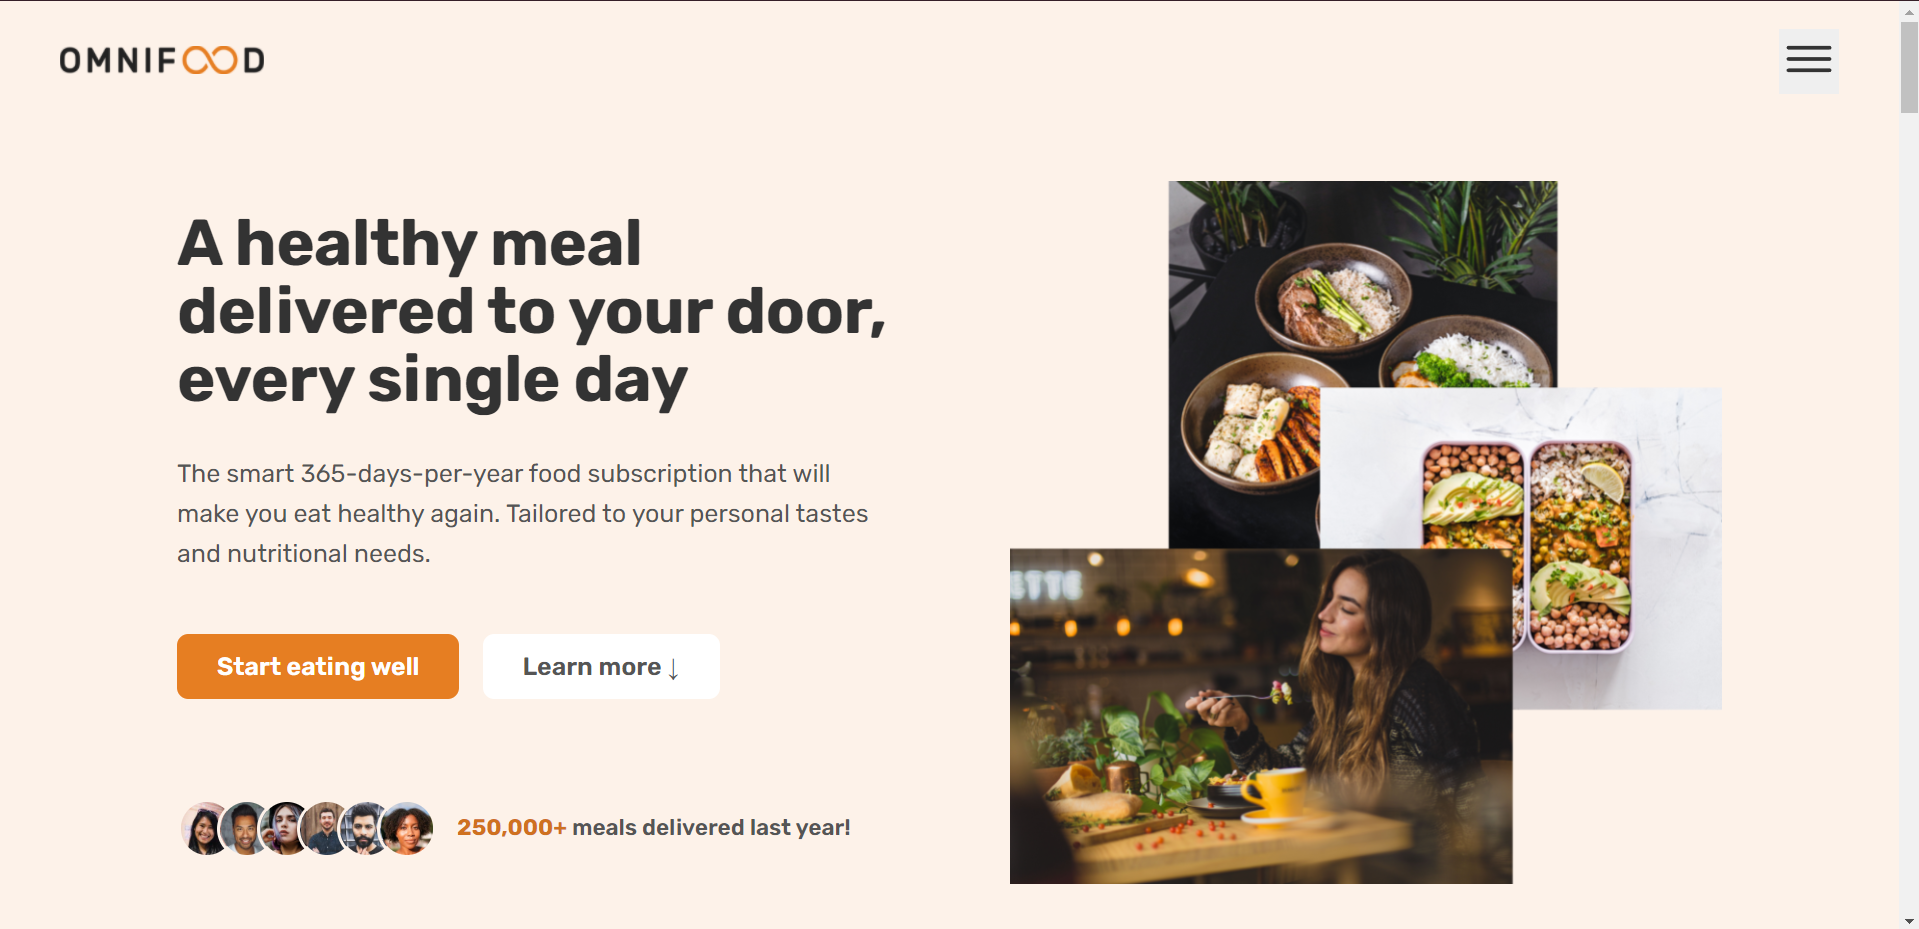 OMNIFOOD
A healthy meal
delivered to your door,
every single day
The smart 365-days-per-year food subscription that will
make you eat healthy again. Tailored to your personal tastes
and nutritional needs.
Start eating well
Learn more ↓
250,000+ meals delivered last year!
ETTE